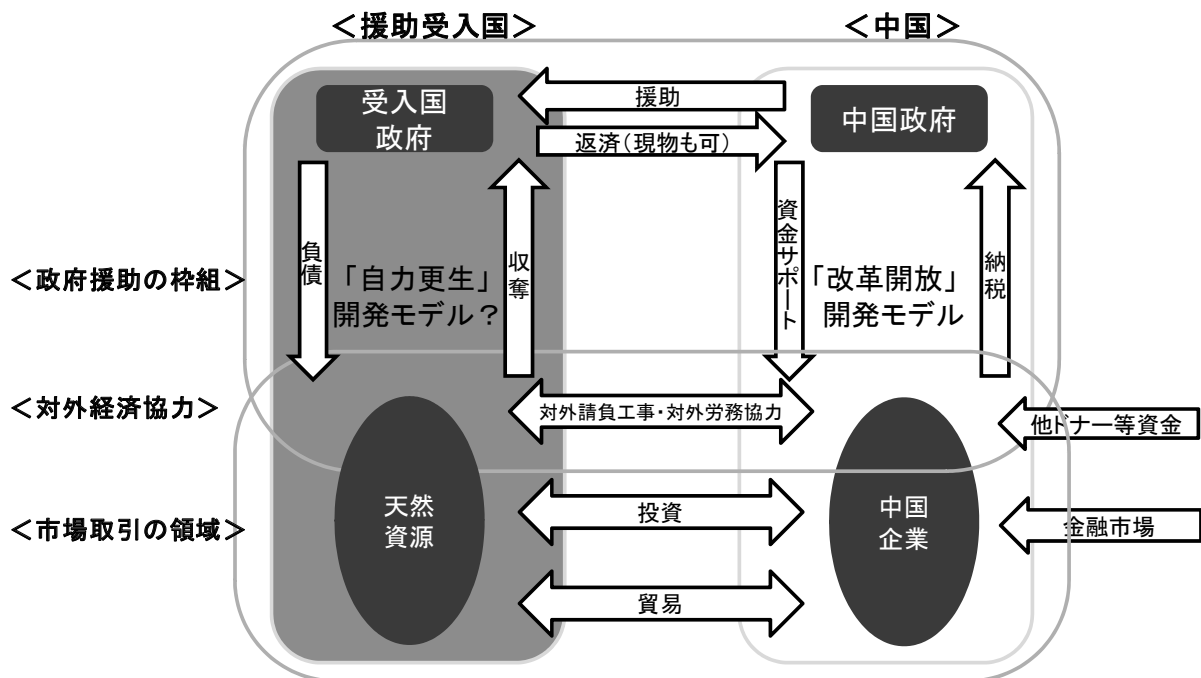 ＜援助受入国＞
＜中国＞
受入国
政府
援助
中国政府
返済(現物も可)
負債
収奪
資金サポート
納税
＜政府援助の枠組＞
「自力更生」
開発モデル？
「改革開放」
開発モデル
＜対外経済協力＞
対外請負工事・対外労務協力
他ドナー等資金
天然
資源
投資
中国
企業
＜市場取引の領域＞
金融市場
貿易